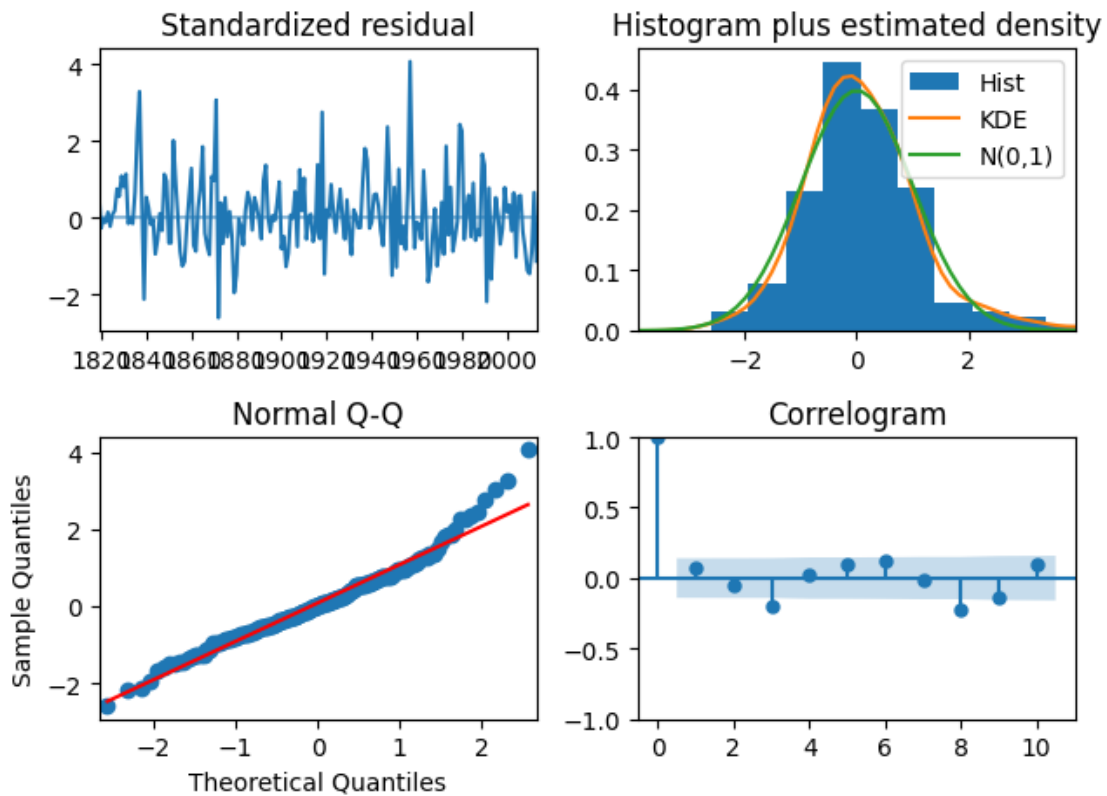 Standardized residual
4
2
0
−2
1820 1840 1860 1880 1900 1920 1940 1960 1980 2000
Histogram plus estimated density
0.4
0.3
0.2
0.1
0.0
Hist
KDE
N(0,1)
−2 0 2
Normal Q-Q
Sample Quantiles
4
2
0
−2
−2 −1 0 1 2
Theoretical Quantiles
Correlogram
1.0
0.5
0.0
−0.5
−1.0
0 2 4 6 8 10